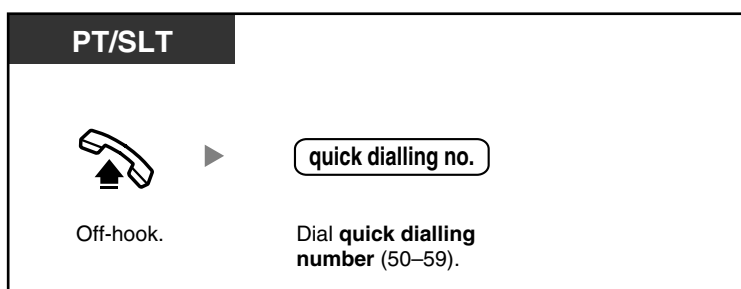 PT/SLT
quick dialling no.
Off-hook.
Dial quick dialling
number (50–59).